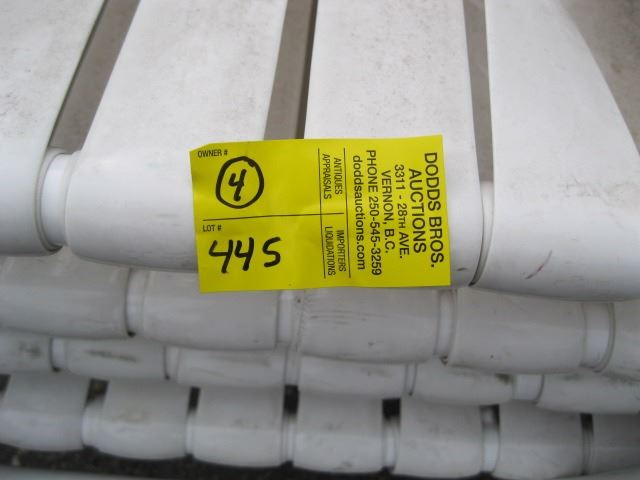 OWNER #
4
LOT #
445
ANTIQUES
APPRAISALS
IMPORTERS
LIQUIDATIONS
DODDS BROS.
AUCTIONS
3311 - 28TH AVE.
VERNON, B.C.
PHONE 250-545-3259
doddsauctions.com